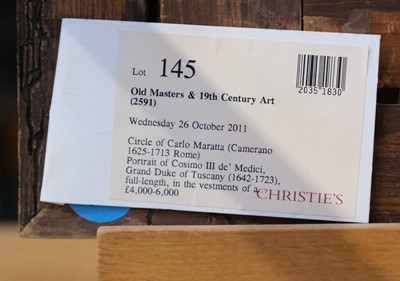 Lot 145
2035 1830
Old Masters & 19th Century Art
(2591)
Wednesday 26 October 2011
Circle of Carlo Maratta (Camerano
1625-1713 Rome)
Portrait of Cosimo III de' Medici,
Grand Duke of Tuscany (1642-1723),
full-length, in the vestments of a
£4,000-6,000
CHRISTIE'S